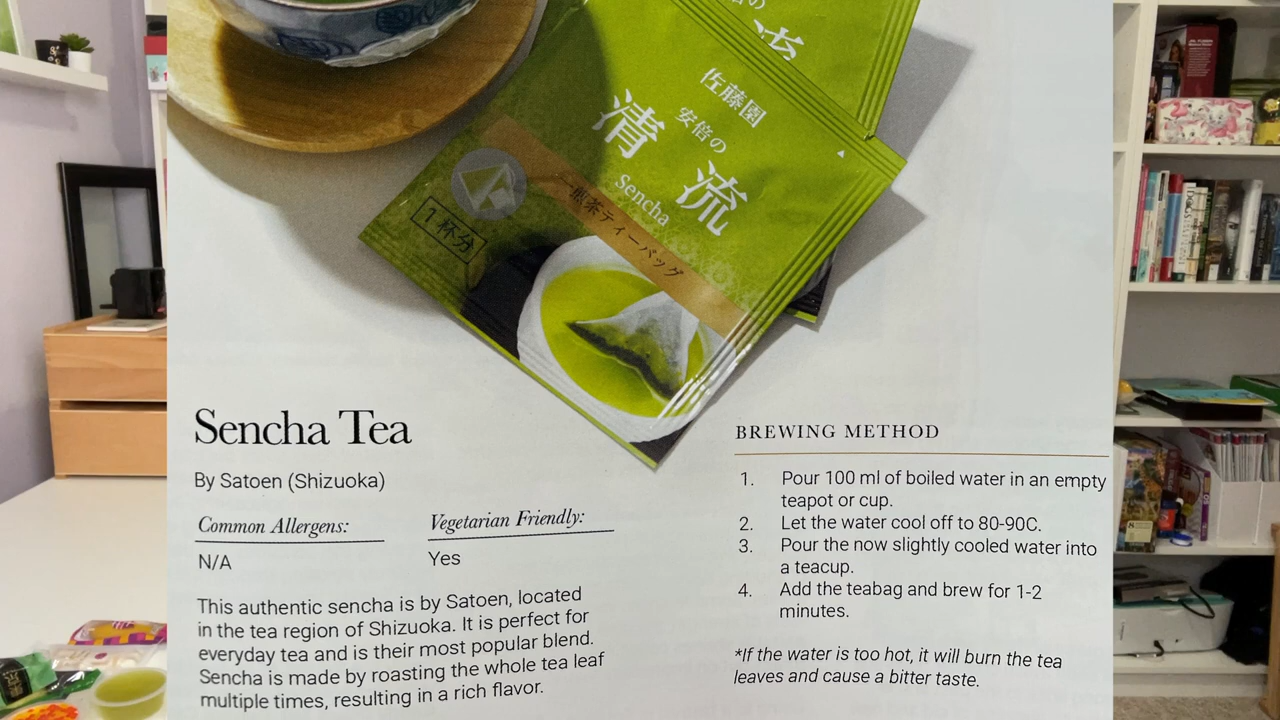 佐藤園
安倍の
清流
Sencha
煎茶ティーバッグ
1杯分
Sencha Tea
By Satoen (Shizuoka)
Common Allergens:
N/A
Vegetarian Friendly:
Yes
This authentic sencha is by Satoen, located
in the tea region of Shizuoka. It is perfect for
everyday tea and is their most popular blend.
Sencha is made by roasting the whole tea leaf
multiple times, resulting in a rich flavor.
BREWING METHOD
1. Pour 100 ml of boiled water in an empty
teapot or cup.
2. Let the water cool off to 80-90C.
3. Pour the now slightly cooled water into
a teacup.
4. Add the teabag and brew for 1-2
minutes.
*If the water is too hot, it will burn the tea
leaves and cause a bitter taste.